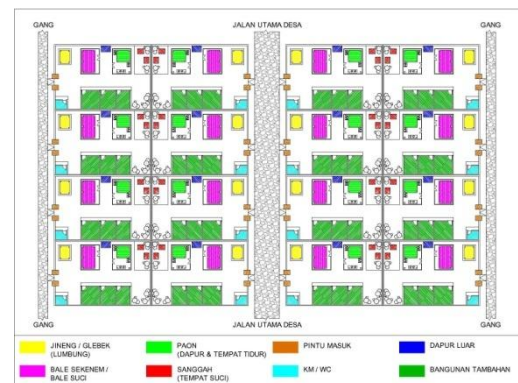 GANG
JALAN UTAMA DESA
GANG
GANG
JALAN UTAMA DESA
GANG
JINENG / GLEBEK
(LUMBUNG)
PAON
(DAPUR & TEMPAT TIDUR)
PINTU MASUK
DAPUR LUAR
BALE SEKENEM /
BALE SUCI
SANGGAH
(TEMPAT SUCI)
KM / WC
BANGUNAN TAMBAHAN